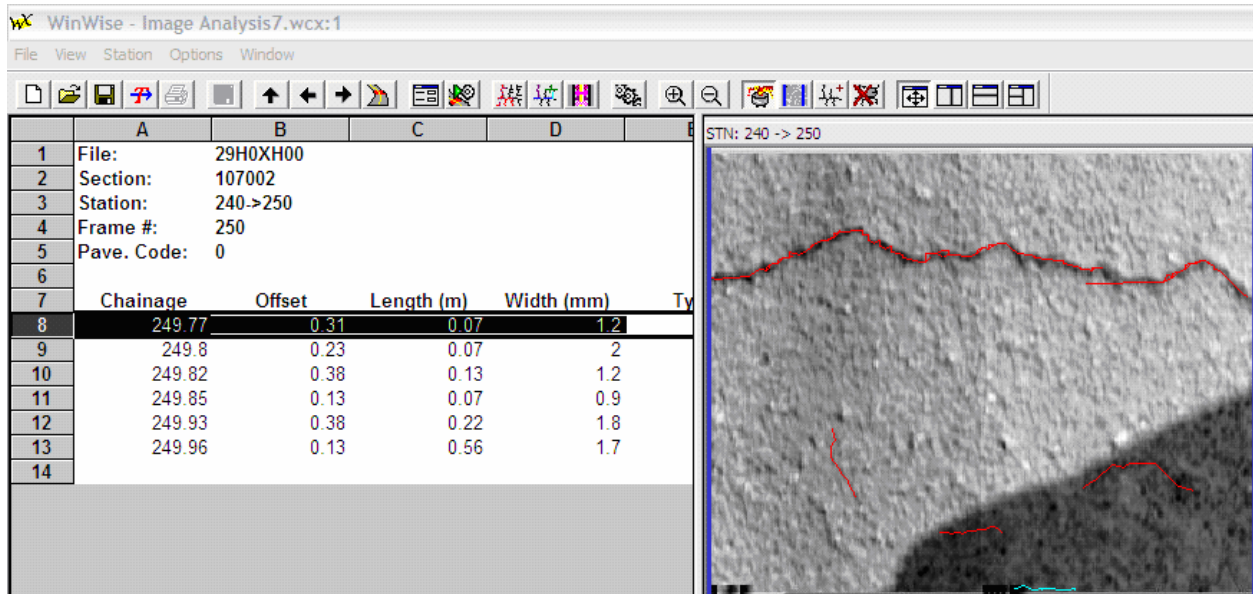 WinWise - Image Analysis7.wcx:1
File View Station Options Window
A B C D
STN: 240 -> 250
1 File: 29H0XH00
2 Section: 107002
3 Station: 240->250
4 Frame #: 250
5 Pave. Code: 0
6
7 Chainage Offset Length (m) Width (mm) Ty
8 249.77 0.31 0.07 1.2
9 249.8 0.23 0.07 2
10 249.82 0.38 0.13 1.2
11 249.85 0.13 0.07 0.9
12 249.93 0.38 0.22 1.8
13 249.96 0.13 0.56 1.7
14